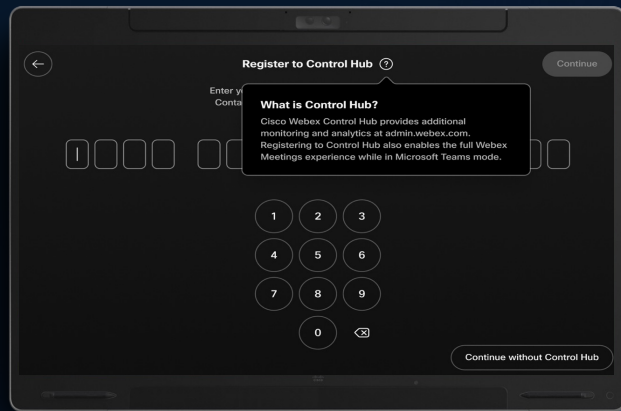 Register to Control Hub ?
Continue
Enter y
Conta
What is Control Hub?
Cisco Webex Control Hub provides additional
monitoring and analytics at admin.webex.com.
Registering to Control Hub also enables the full Webex
Meetings experience while in Microsoft Teams mode.
1 2 3
4 5 6
7 8 9
0
Continue without Control Hub